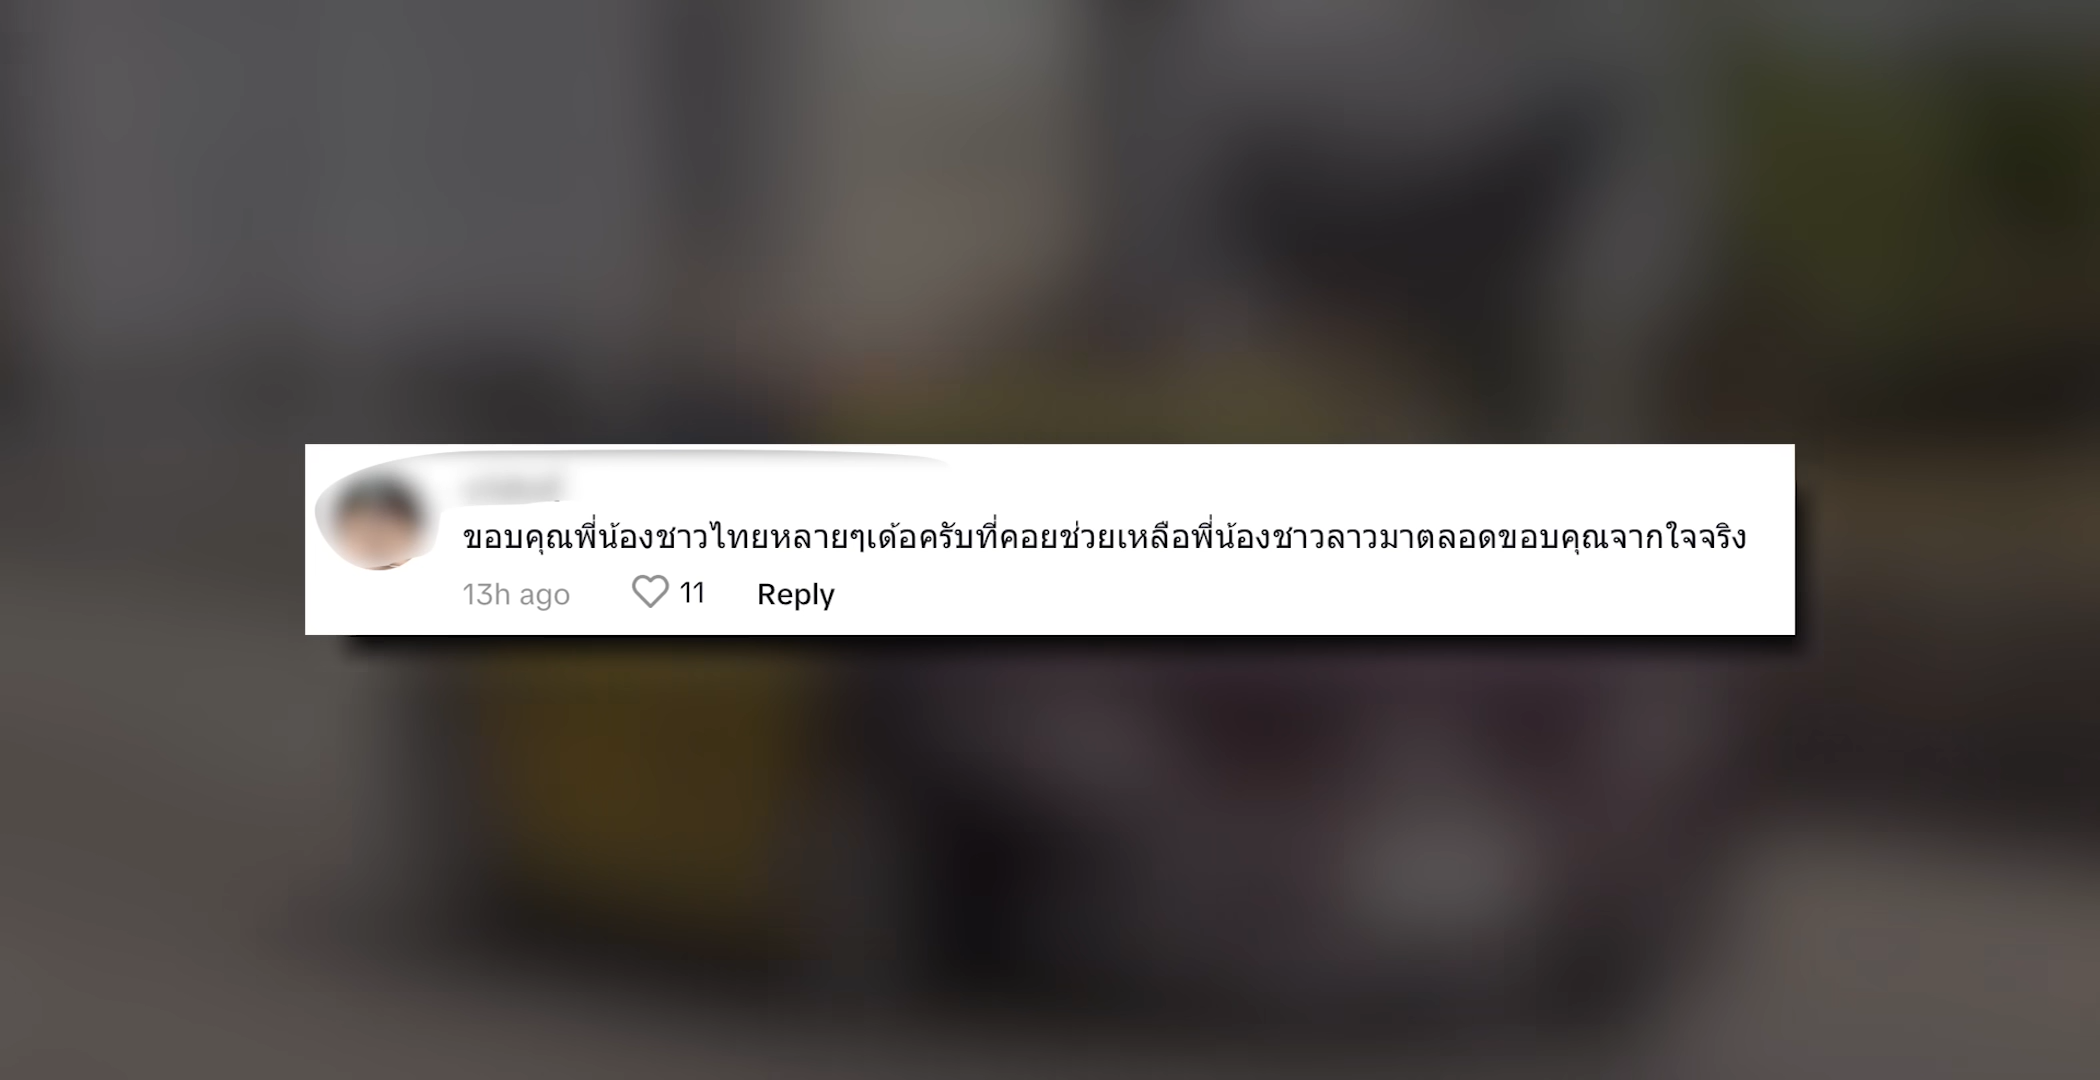 ขอบคุณพี่น้องชาวไทยหลายๆเด้อครับที่คอยช่วยเหลือพี่น้องชาวลาวมาตลอดขอบคุณจากใจจริง
13h ago 11 Reply